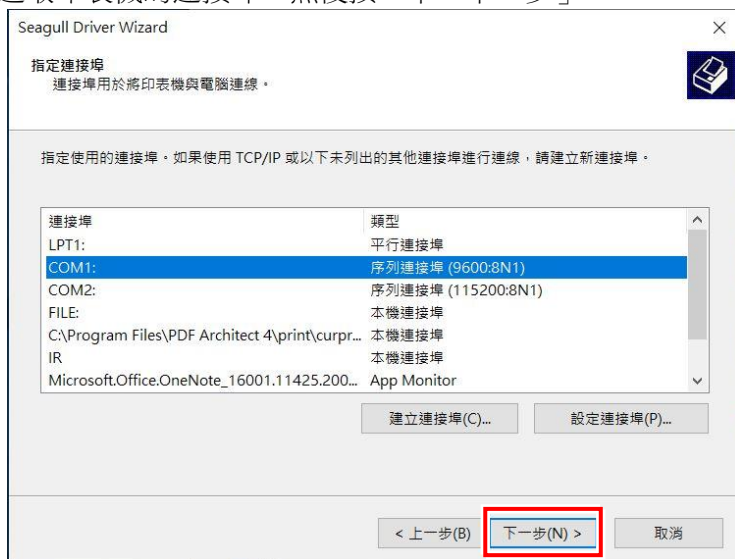 Seagull Driver Wizard
指定連接埠
連接埠用於將印表機與電腦連線。
指定使用的連接埠。如果使用 TCP/IP 或以下未列出的其他連接埠進行連線，請建立新連接埠。
連接埠 類型
LPT1: 平行連接埠
COM1: 序列連接埠 (9600:8N1)
COM2: 序列連接埠 (115200:8N1)
FILE: 本機連接埠
C:\Program Files\PDF Architect 4\print\curpr... 本機連接埠
IR 本機連接埠
Microsoft.Office.OneNote_16001.11425.200... App Monitor
建立連接埠(C)... 設定連接埠(P)...
< 上一步(B) 下一步(N) > 取消